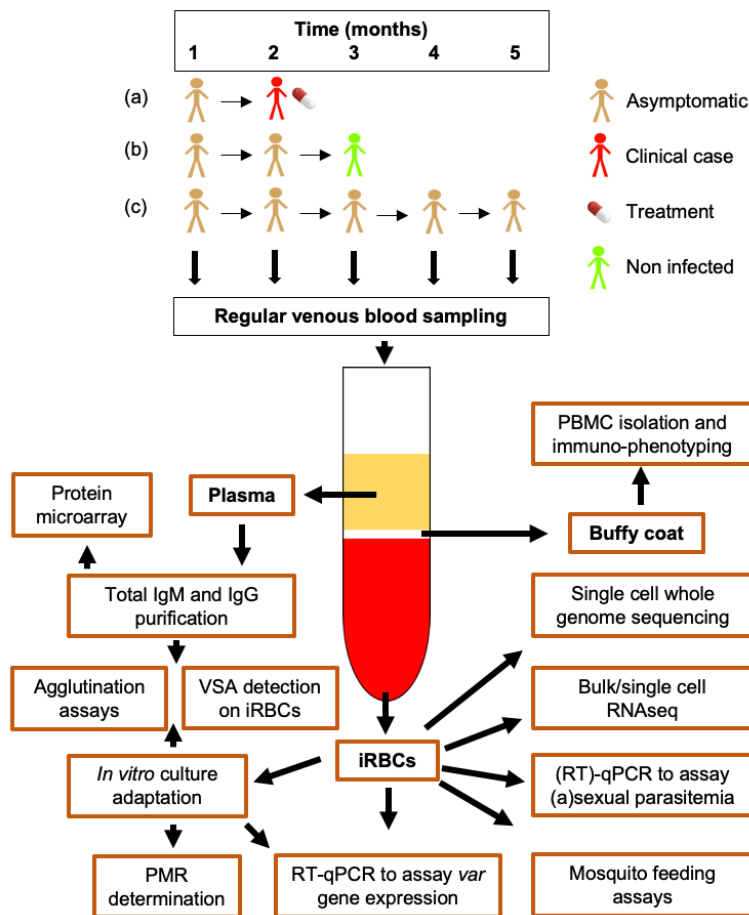 Time (months)
1 2 3 4 5
(a)
(b)
(c)
Asymptomatic
Clinical case
Treatment
Non infected
Regular venous blood sampling
PBMC isolation and
immuno-phenotyping
Protein
microarray
Plasma
Buffy coat
Total IgM and IgG
purification
Single cell whole
genome sequencing
Agglutination
assays
VSA detection
on iRBCs
Bulk/single cell
RNAseq
iRBCs
In vitro culture
adaptation
(RT)-qPCR to assay
(a)sexual parasitemia
PMR
determination
RT-qPCR to assay var
gene expression
Mosquito feeding
assays